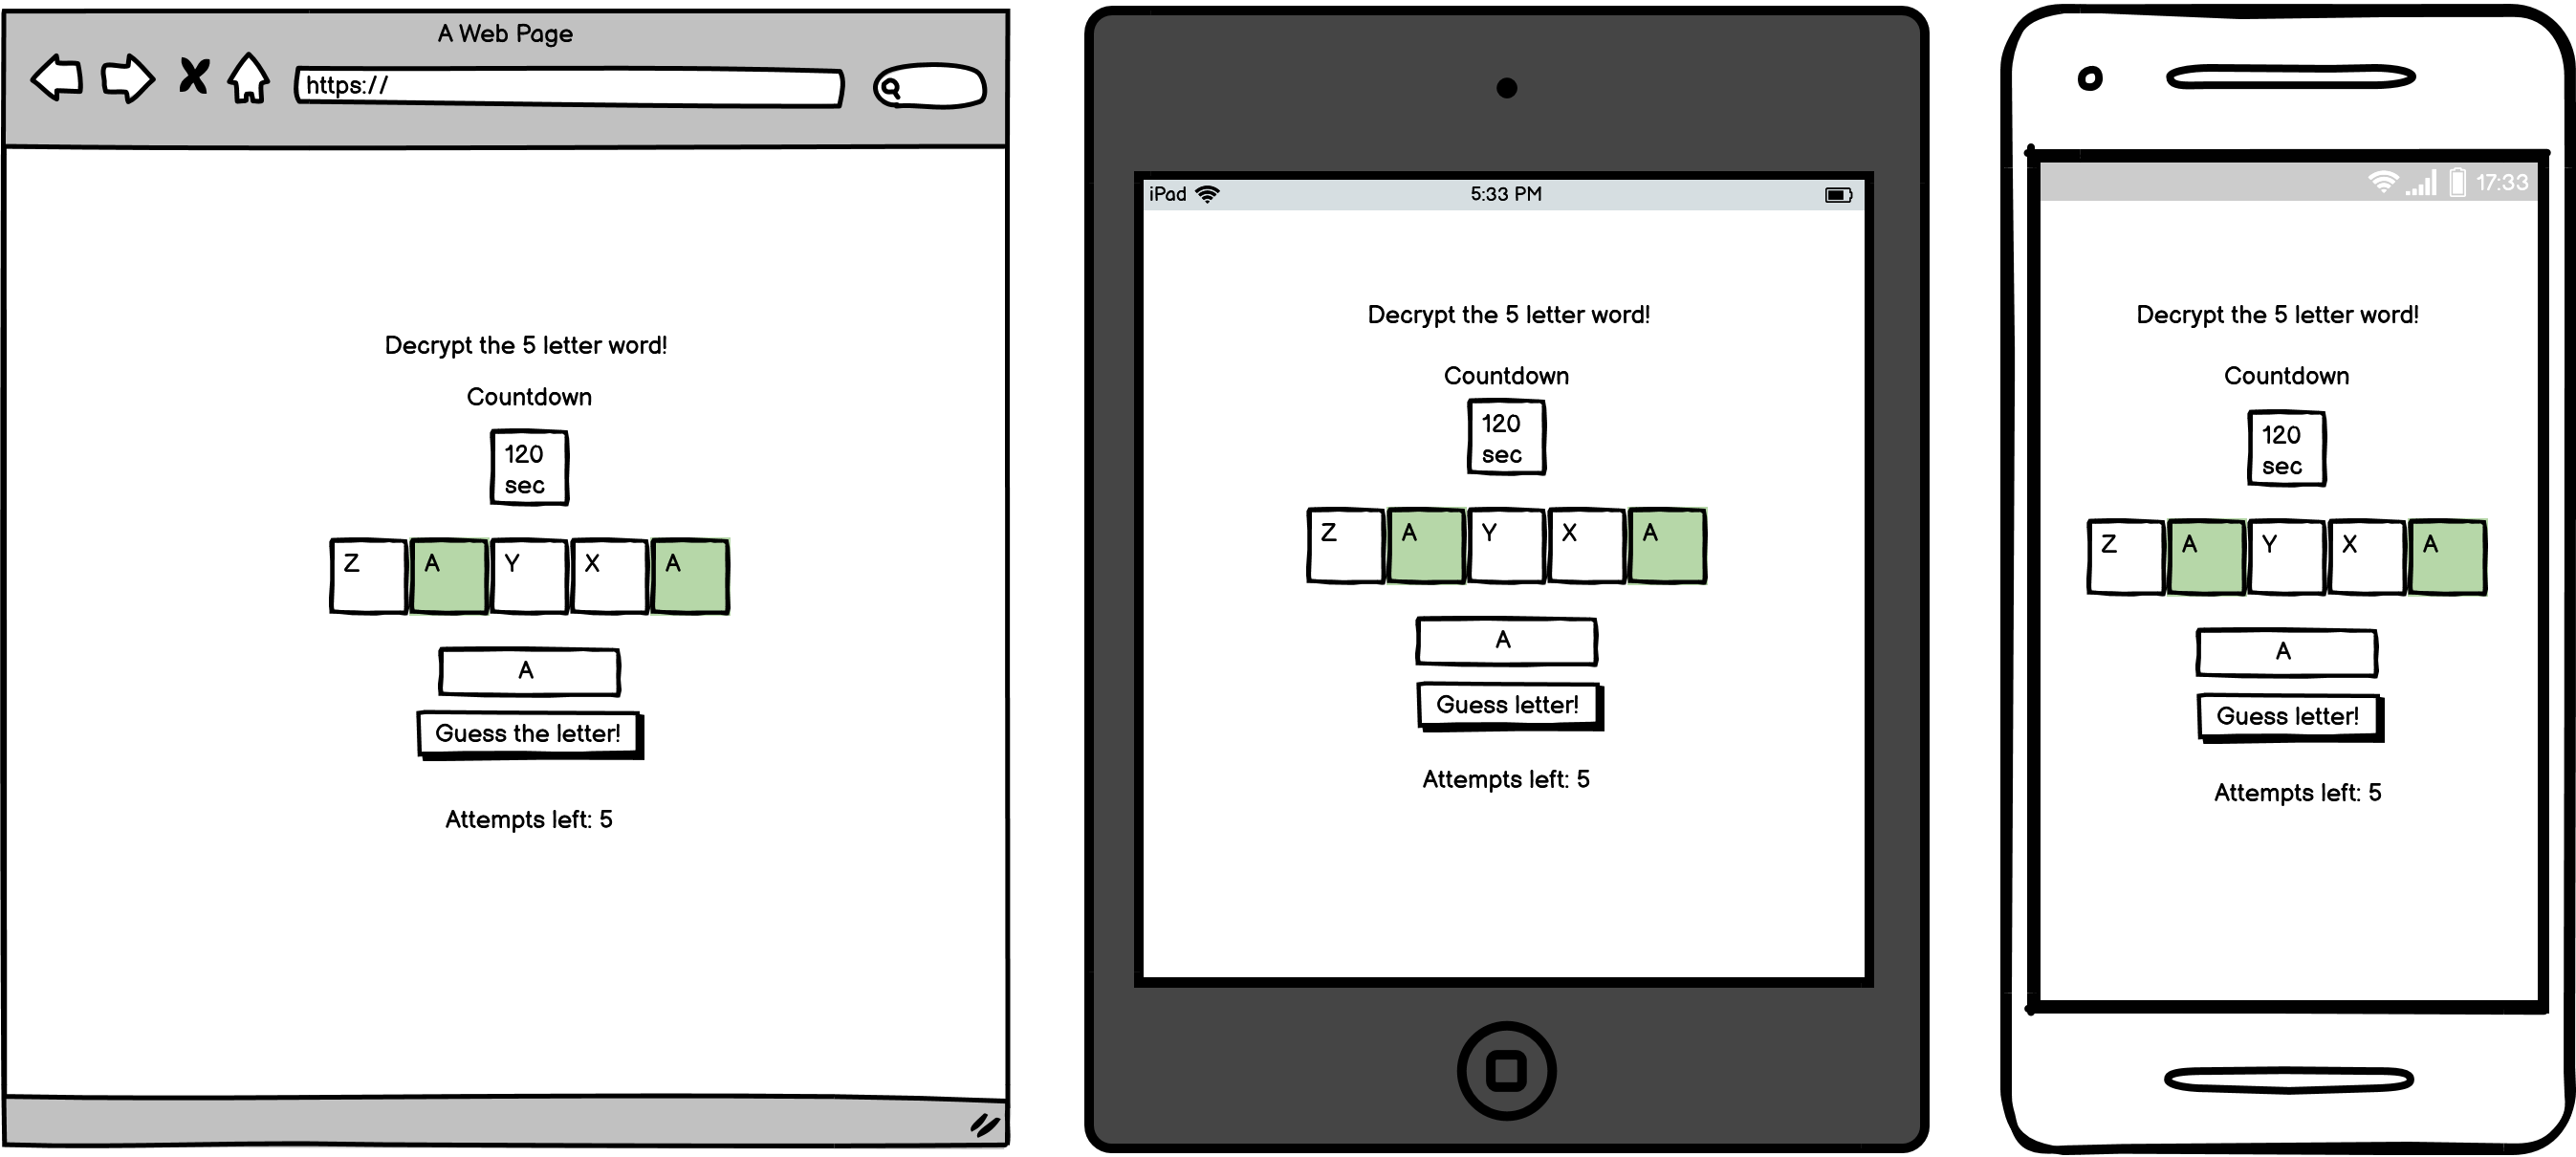 A Web Page
https://
Decrypt the 5 letter word!
Countdown
120
sec
Z A Y X A
A
Guess the letter!
Attempts left: 5
iPad 5:33 PM
Decrypt the 5 letter word!
Countdown
120
sec
Z A Y X A
A
Guess letter!
Attempts left: 5
17:33
Decrypt the 5 letter word!
Countdown
120
sec
Z A Y X A
A
Guess letter!
Attempts left: 5